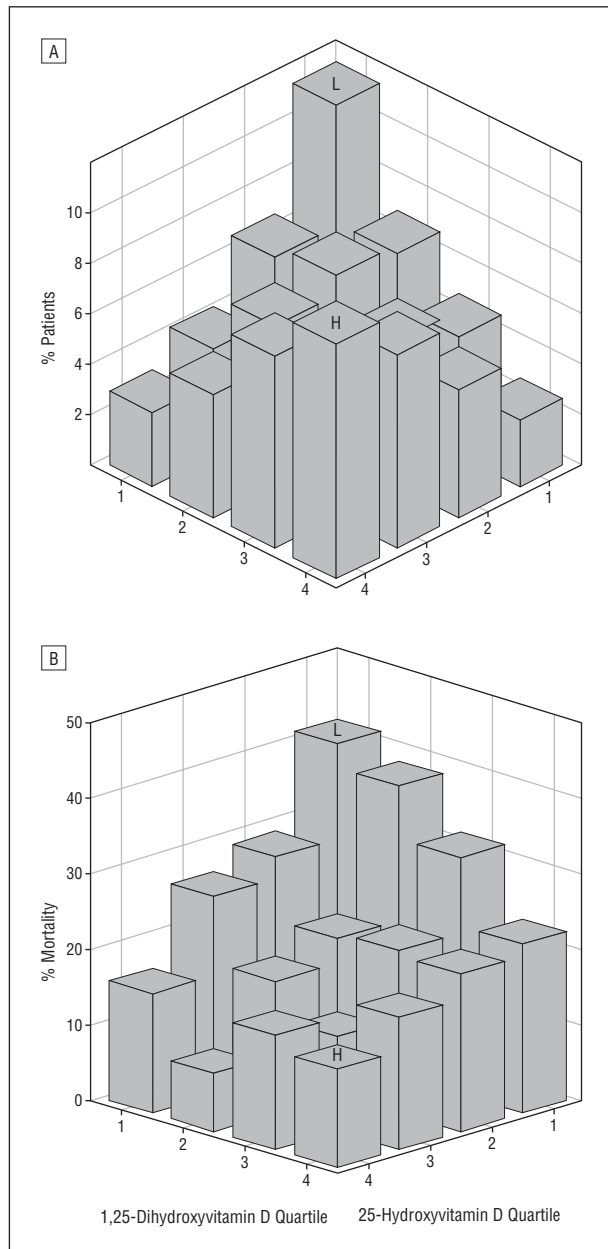 A
L
H
10
8
6
4
2
% Patients
1 1
2 2
3 3
4 4
B
L
H
50
40
30
20
10
0
% Mortality
1 1
2 2
3 3
4 4
1,25-Dihydroxyvitamin D Quartile 25-Hydroxyvitamin D Quartile